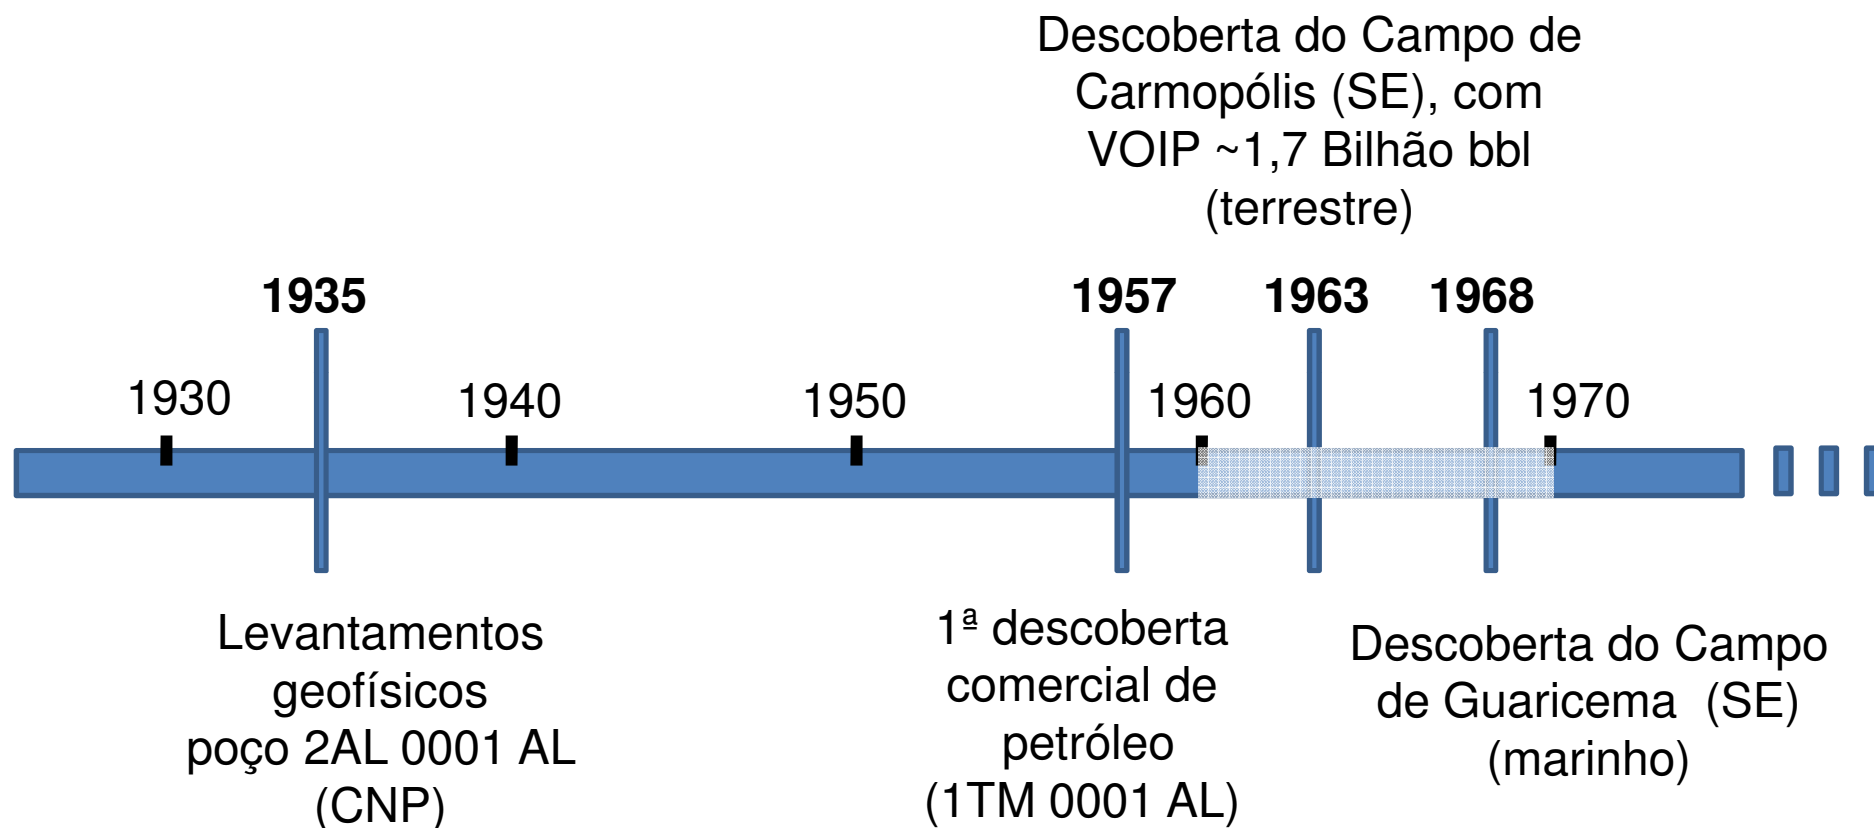 Descoberta do Campo de
Carmopólis (SE), com
VOIP ~1,7 Bilhão bbl
(terrestre)
1935
1957
1963
1968
1930
1940
1950
1960
1970
Levantamentos
geofísicos
poço 2AL 0001 AL
(CNP)
1ª descoberta
comercial de
petróleo
(1TM 0001 AL)
Descoberta do Campo
de Guaricema (SE)
(marinho)